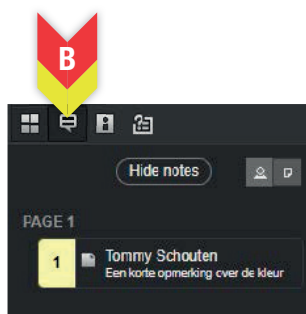 B
Hide notes
PAGE 1
1
Tommy Schouten
Een korte opmerking over de kleur